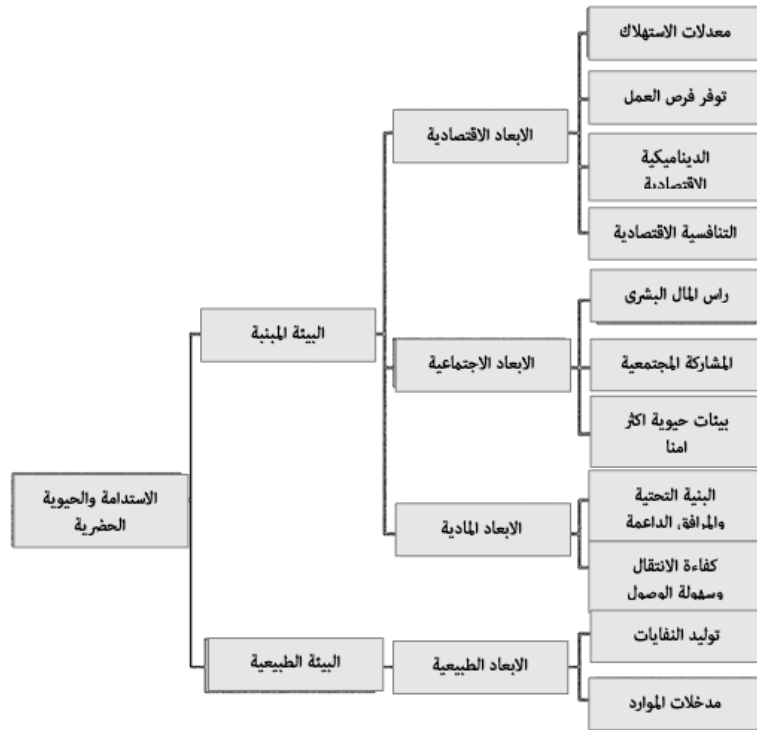 الاستدامة والحيوية
الحضرية
البيئة المبنية
البيئة الطبيعية
الابعاد الاقتصادية
الابعاد الاجتماعية
الابعاد المادية
الابعاد الطبيعية
معدلات الاستهلاك
توفر فرص العمل
الديناميكية
الاقتصادية
التنافسية الاقتصادية
راس المال البشرى
المشاركة المجتمعية
بيئات حيوية اكثر
امنا
البنية التحتية
والمرافق الداعمة
كفاءة الانتقال
وسهولة الوصول
توليد النفايات
مدخلات الموارد